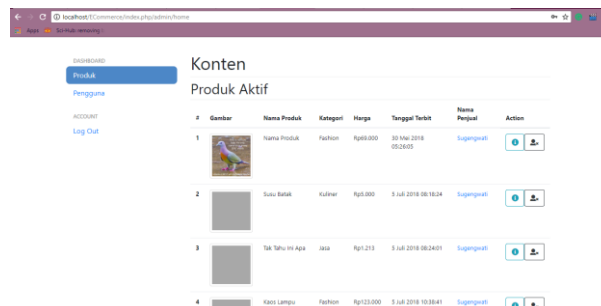 localhost/ECommerce/index.php/admin/home
Apps
DASHBOARD
Produk
Pengguna
ACCOUNT
Log Out
Konten
Produk Aktif
# Gambar Nama Produk Kategori Harga Tanggal Terbit Nama Penjual Action
1 Nama Produk Fashion Rp69.000 30 Mei 2018 05:26:05 Sugengwati
2 Susu Batak Kuliner Rp3.000 5 Juli 2018 08:18:24 Sugengwati
3 Tak Tahu Ini Apa Jasa Rp1.213 5 Juli 2018 08:24:01 Sugengwati
4 Kaos Lampu Fashion Rp123.000 5 Juli 2018 10:38:41 Sugengwati